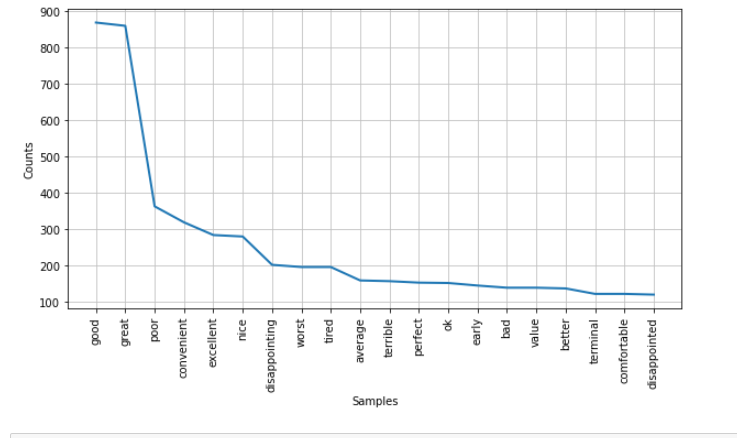 900
800
700
600
500
400
300
200
100
Counts
good
great
poor
convenient
excellent
nice
disappointing
worst
tired
average
terrible
perfect
ok
early
bad
value
better
terminal
comfortable
disappointed
Samples